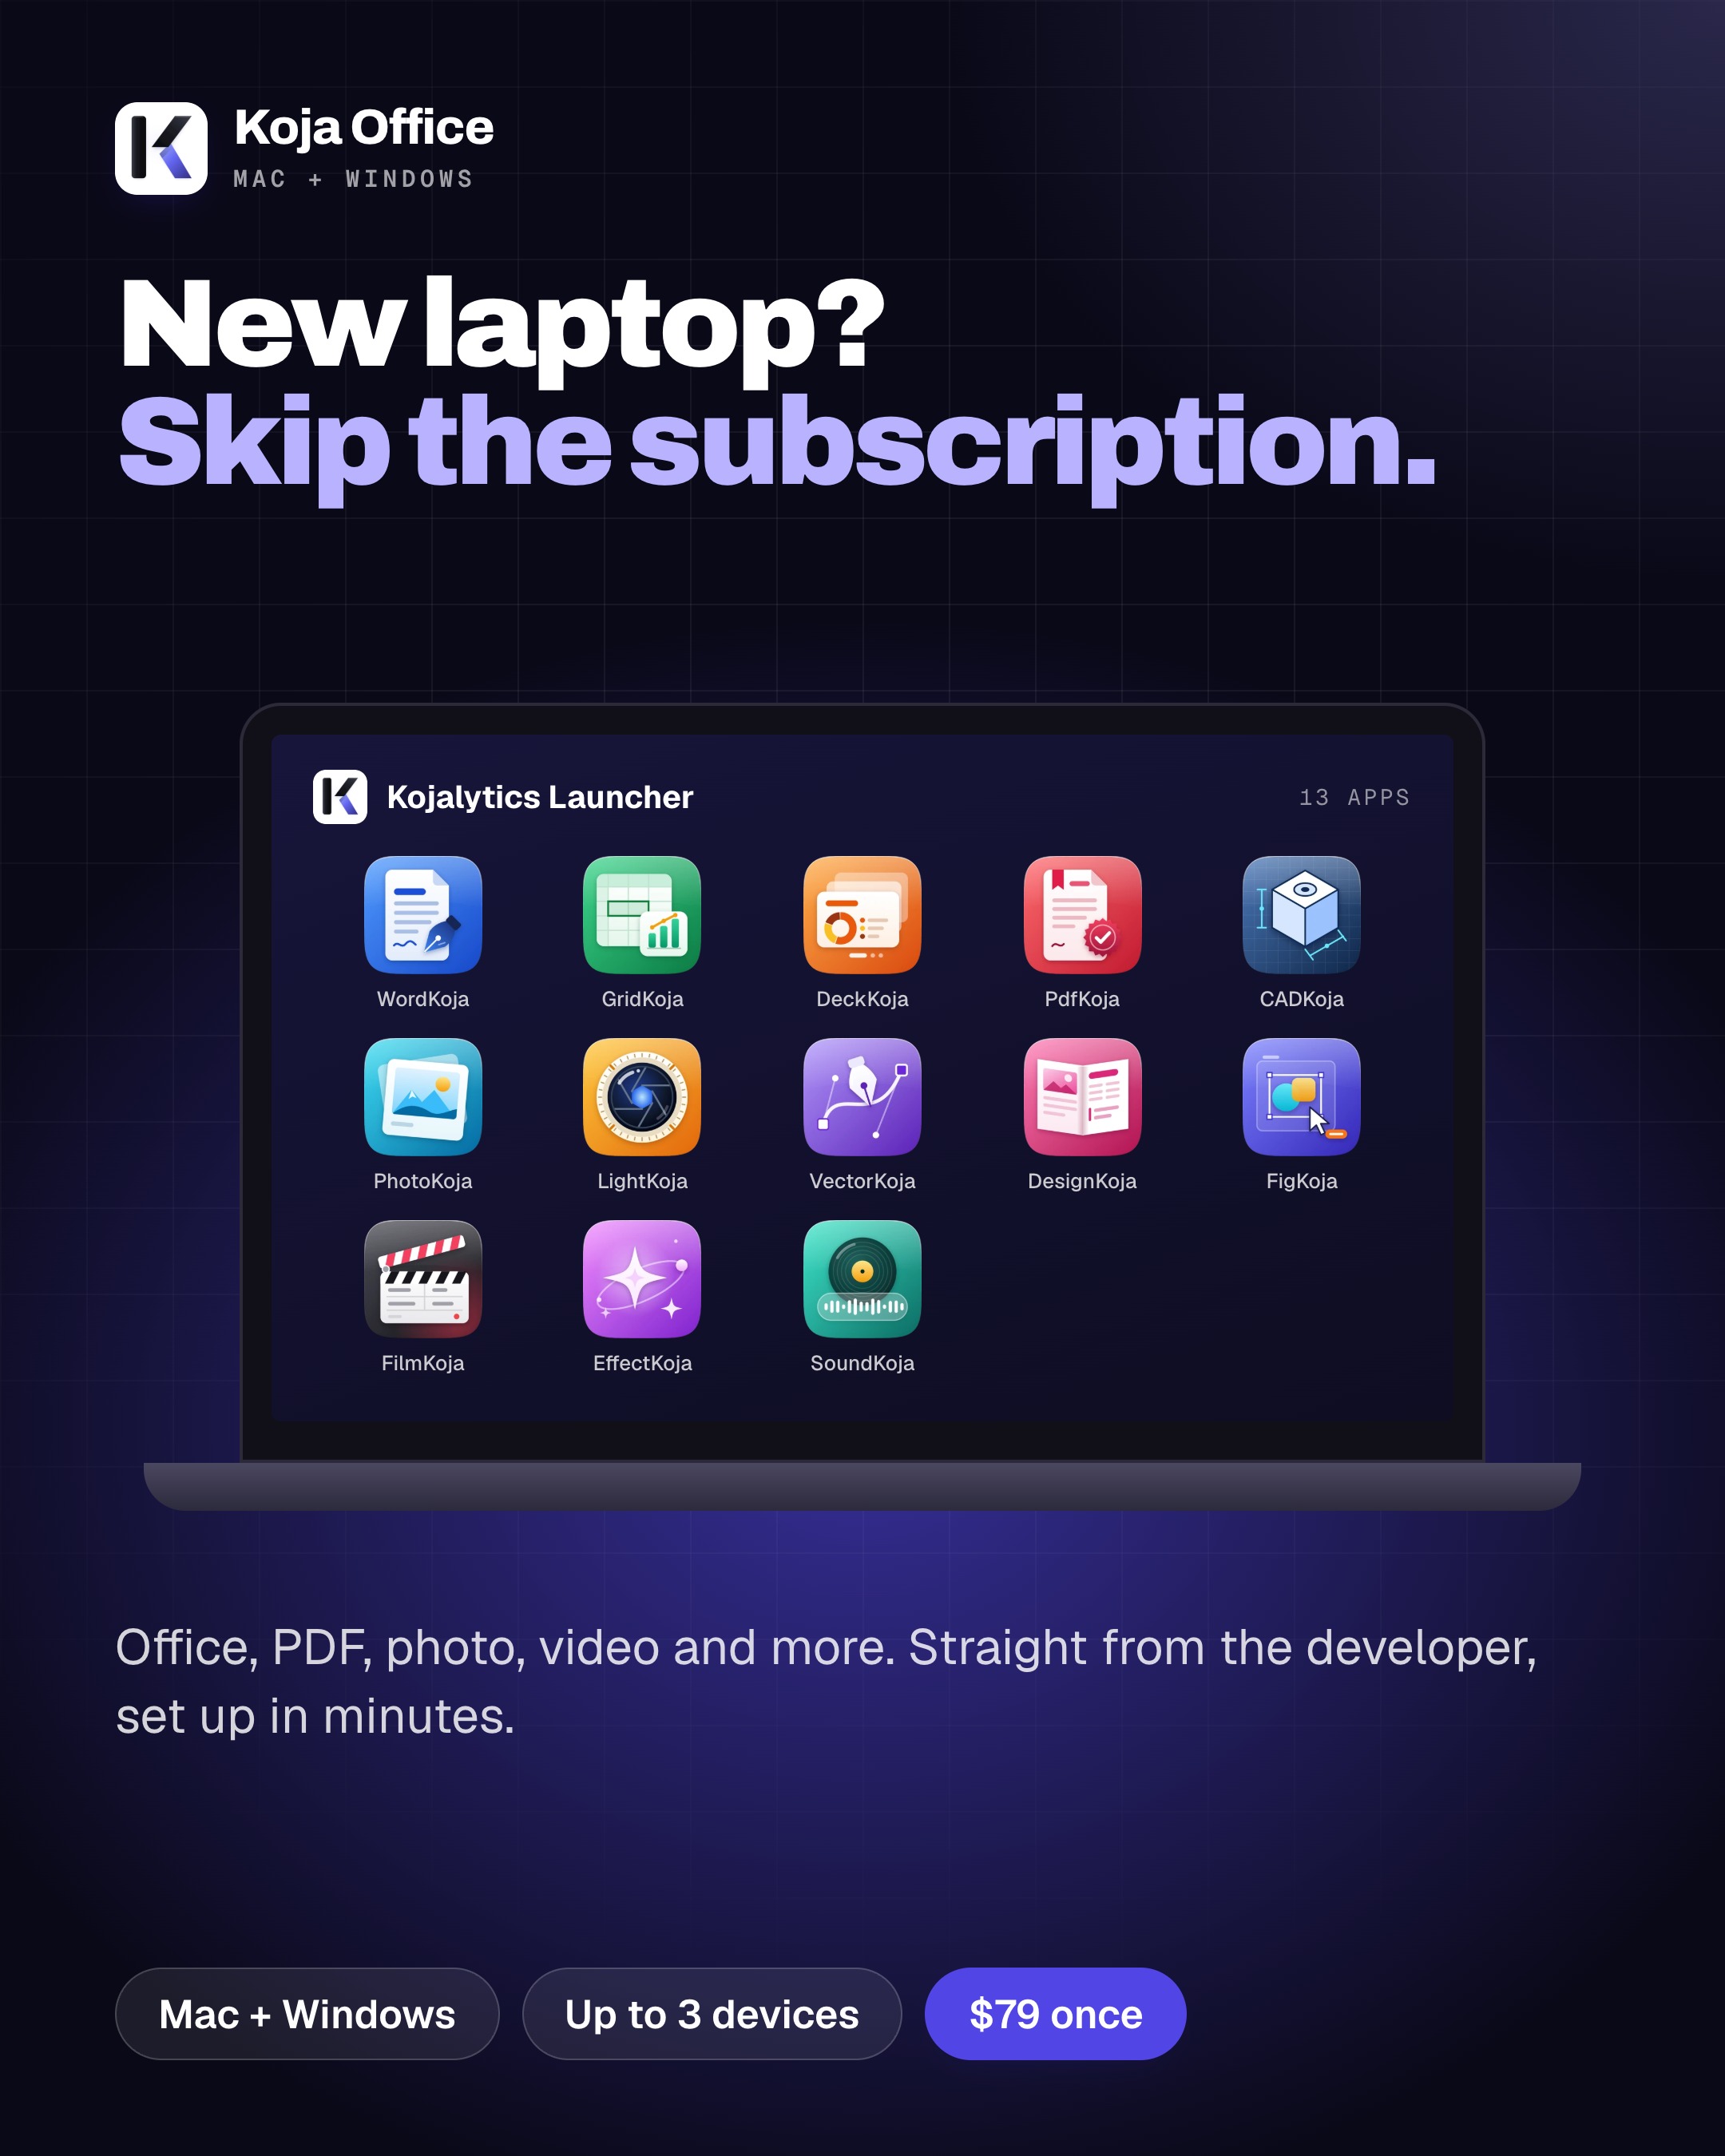 Koja Office
MAC + WINDOWS
New laptop?
Skip the subscription.
Kojalytics Launcher
13 APPS
WordKoja
GridKoja
DeckKoja
PdfKoja
CADKoja
PhotoKoja
LightKoja
VectorKoja
DesignKoja
FigKoja
FilmKoja
EffectKoja
SoundKoja
Office, PDF, photo, video and more. Straight from the developer,
set up in minutes.
Mac + Windows
Up to 3 devices
$79 once